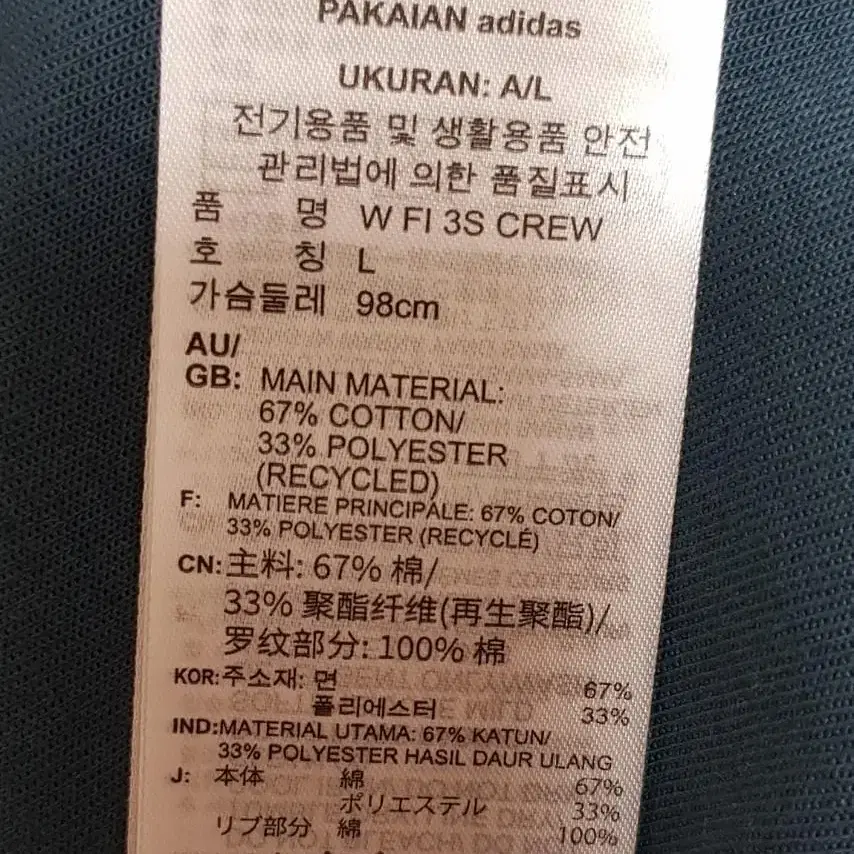 PAKAIAN adidas
UKURAN: A/L
전기용품 및 생활용품 안전
관리법에 의한 품질표시
품 명 W FI 3S CREW
호 칭 L
가슴둘레 98cm
AU/
GB: MAIN MATERIAL:
67% COTTON/
33% POLYESTER
(RECYCLED)
F: MATIERE PRINCIPALE: 67% COTON/
33% POLYESTER (RECYCLÉ)
CN: 主料: 67% 棉/
33% 聚酯纤维(再生聚酯)/
罗纹部分: 100% 棉
KOR: 주소재: 면 67%
폴리에스터 33%
IND:MATERIAL UTAMA: 67% KATUN/
33% POLYESTER HASIL DAUR ULANG
J: 本体 綿 67%
ポリエステル 33%
リブ部分 綿 100%